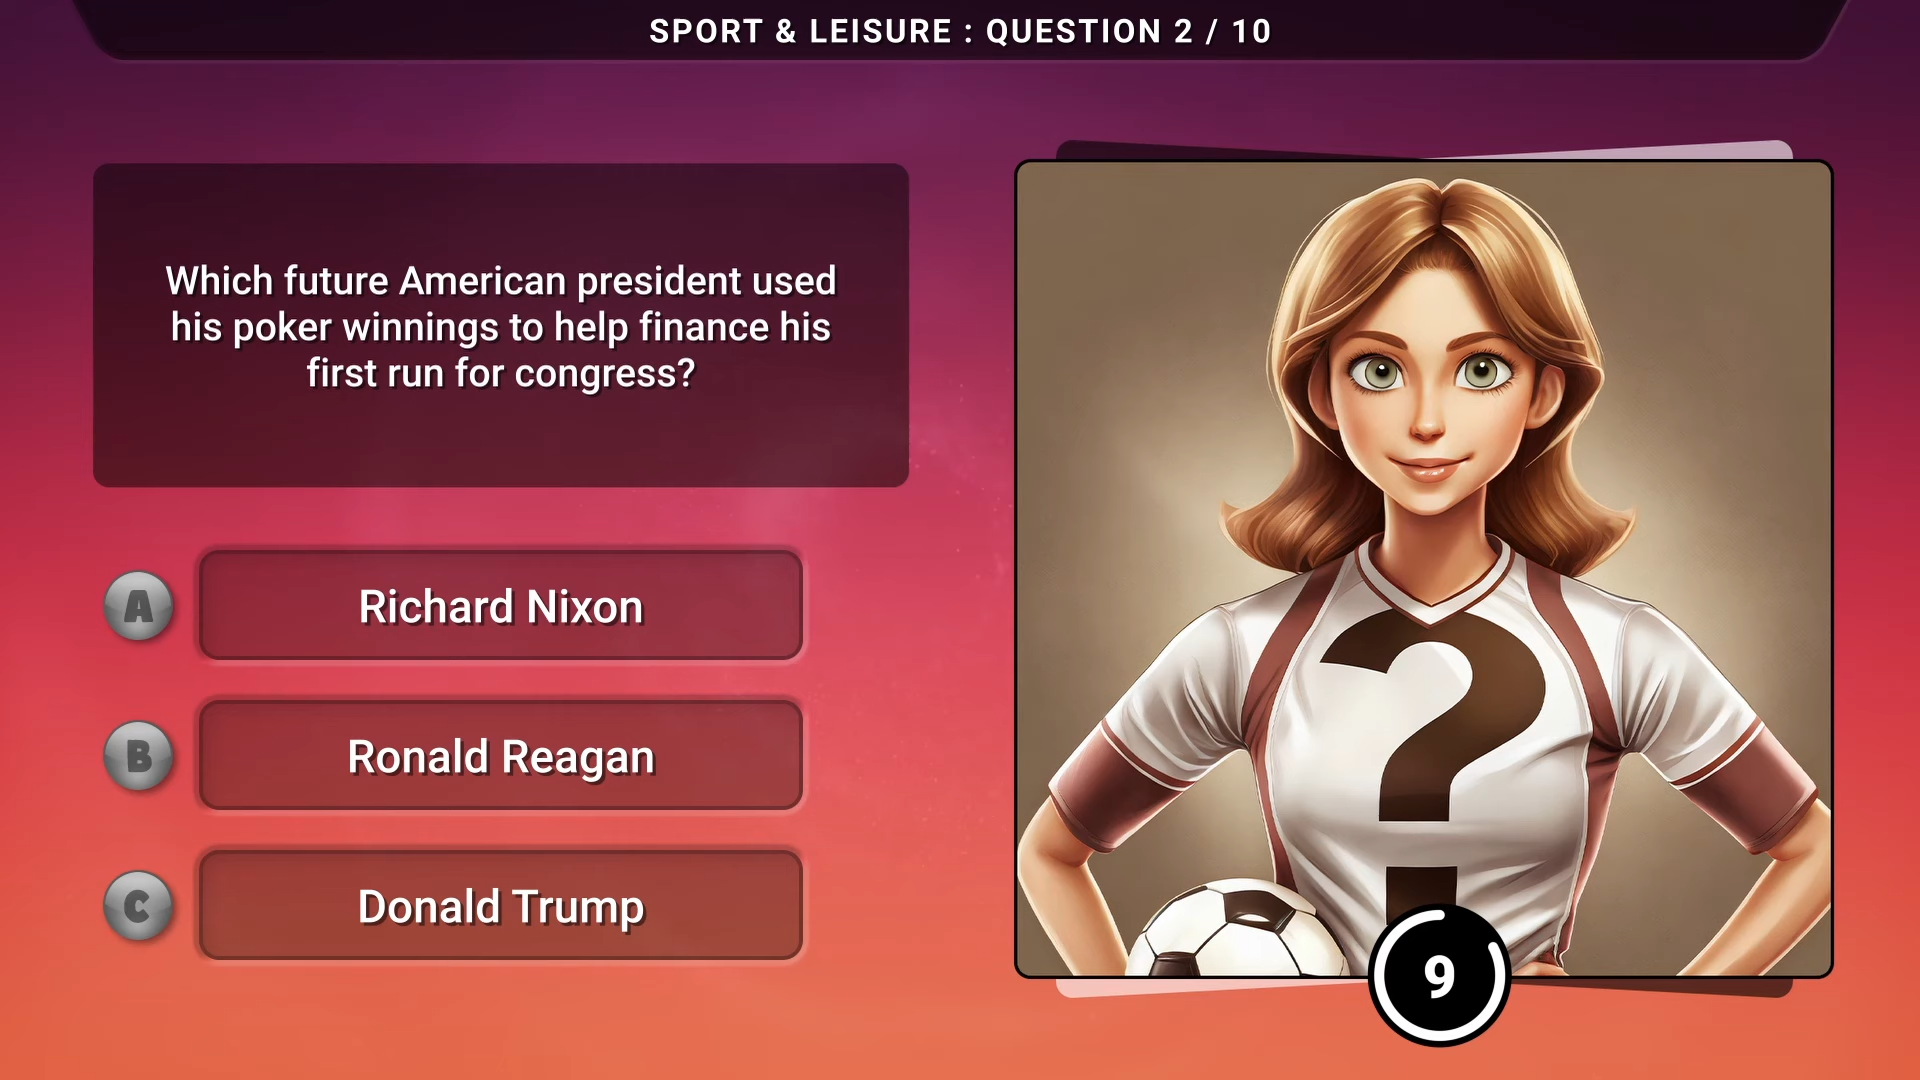 SPORT & LEISURE : QUESTION 2 / 10
Which future American president used
his poker winnings to help finance his
first run for congress?
A
Richard Nixon
B
Ronald Reagan
C
Donald Trump
?
9